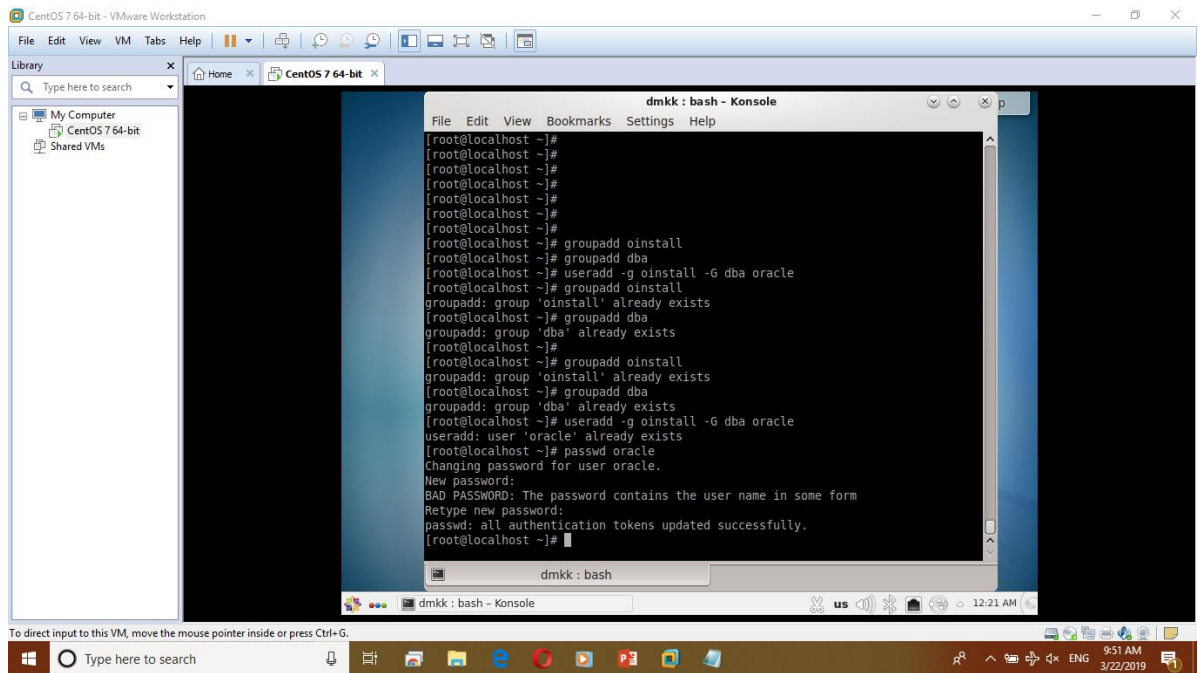 CentOS 7 64-bit - VMware Workstation
File Edit View VM Tabs Help
Library
Type here to search
My Computer
CentOS 7 64-bit
Shared VMs
Home
CentOS 7 64-bit
dmkk : bash – Konsole
p
File Edit View Bookmarks Settings Help
[root@localhost ~]#
[root@localhost ~]#
[root@localhost ~]#
[root@localhost ~]#
[root@localhost ~]#
[root@localhost ~]#
[root@localhost ~]#
[root@localhost ~]# groupadd oinstall
[root@localhost ~]# groupadd dba
[root@localhost ~]# useradd -g oinstall -G dba oracle
[root@localhost ~]# groupadd oinstall
groupadd: group 'oinstall' already exists
[root@localhost ~]# groupadd dba
groupadd: group 'dba' already exists
[root@localhost ~]#
[root@localhost ~]# groupadd oinstall
groupadd: group 'oinstall' already exists
[root@localhost ~]# groupadd dba
groupadd: group 'dba' already exists
[root@localhost ~]# useradd -g oinstall -G dba oracle
useradd: user 'oracle' already exists
[root@localhost ~]# passwd oracle
Changing password for user oracle.
New password:
BAD PASSWORD: The password contains the user name in some form
Retype new password:
passwd: all authentication tokens updated successfully.
[root@localhost ~]#
dmkk : bash
dmkk : bash – Konsole
us
12:21 AM
To direct input to this VM, move the mouse pointer inside or press Ctrl+G.
Type here to search
ENG
9:51 AM
3/22/2019